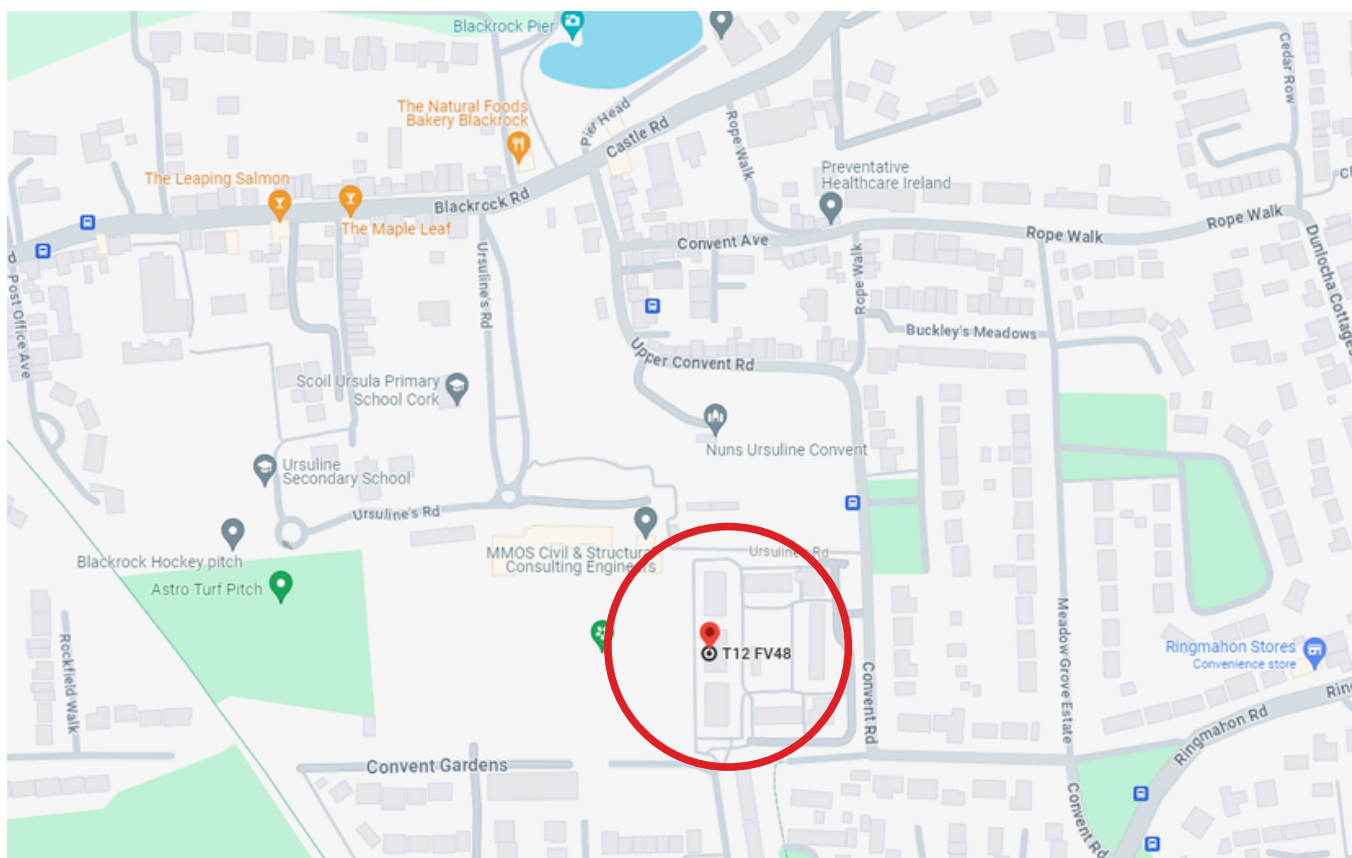 Blackrock Pier
The Natural Foods
Bakery Blackrock
Pier Head
Castle Rd
Rope Walk
Cedar Row
Preventative
Healthcare Ireland
The Leaping Salmon
The Maple Leaf
Blackrock Rd
Convent Ave
Rope Walk
Rope Walk
Ursuline's Rd
Rope Walk
Dunlocha Cottages
Post Office Ave
Buckley's Meadows
Upper Convent Rd
Scoil Ursula Primary
School Cork
Nuns Ursuline Convent
Ursuline
Secondary School
Ursuline's Rd
Blackrock Hockey pitch
MMOS Civil & Structural
Consulting Engineers
Ursuline's Rd
Astro Turf Pitch
T12 FV48
Rockfield Walk
Convent Rd
Meadow Grove Estate
Ringmahon Stores
Convenience store
Ringmahon Rd
Convent Gardens
Convent Rd